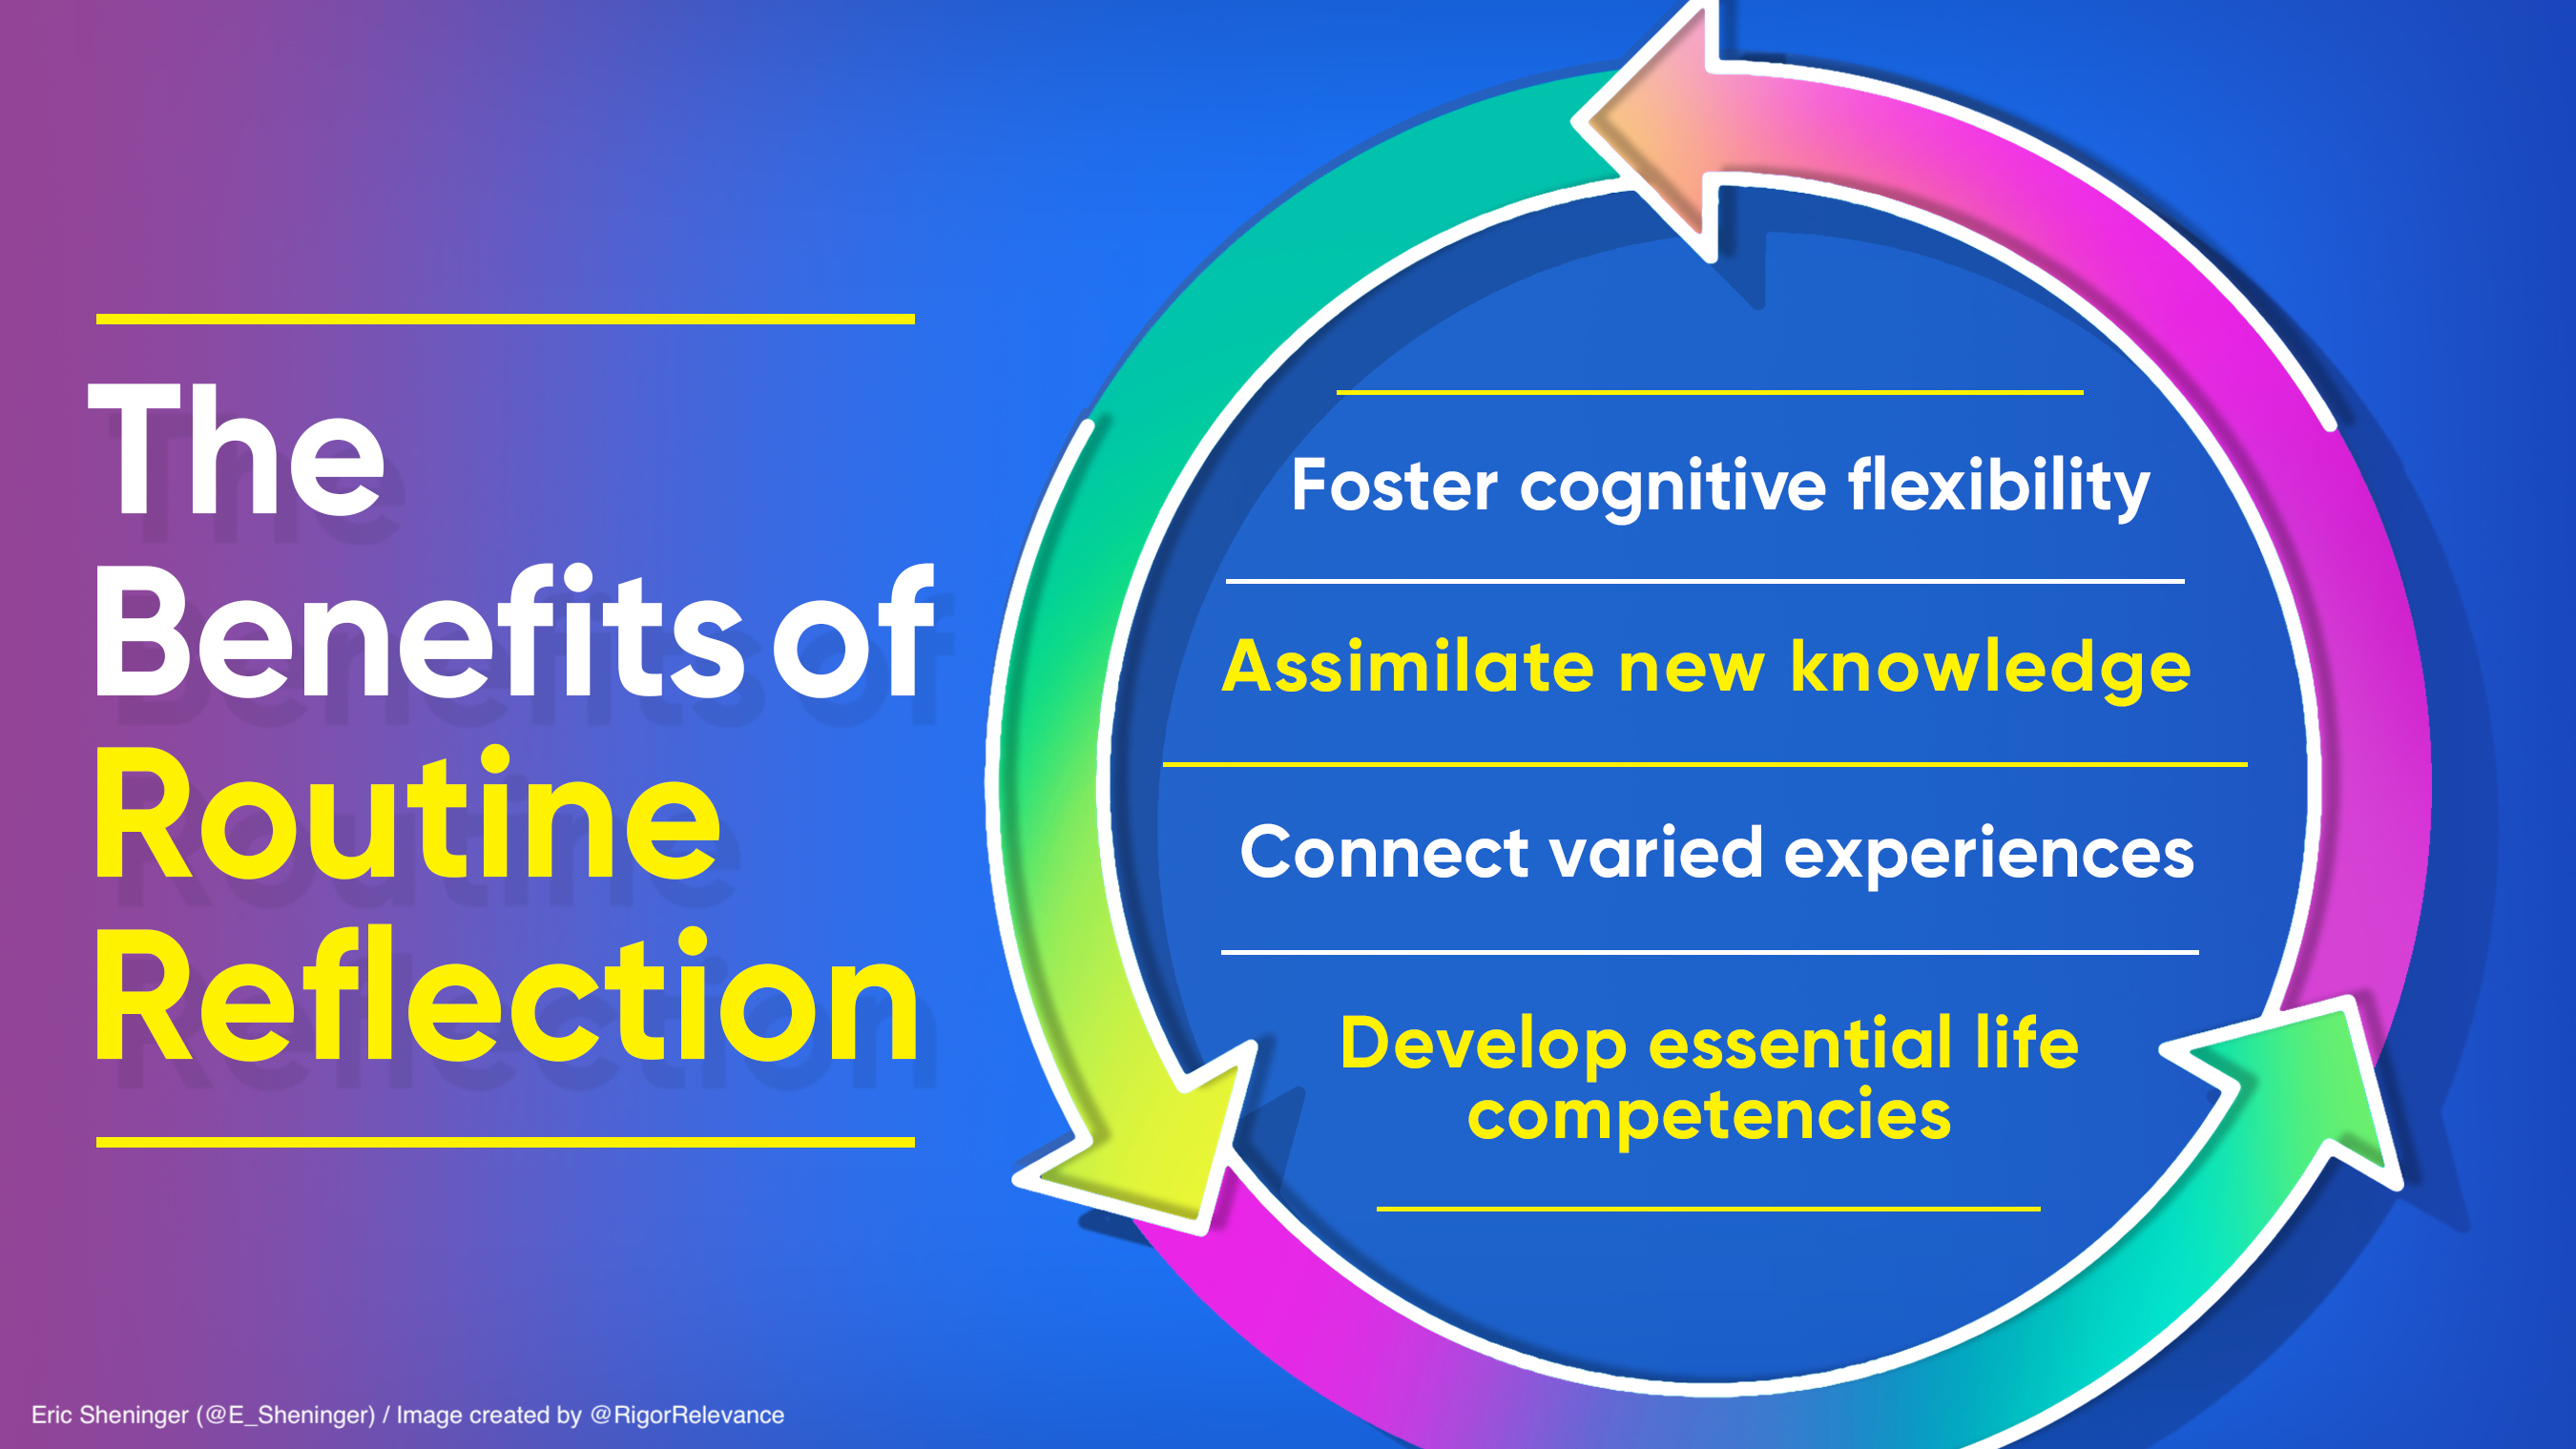 The
Benefits of
Routine
Reflection
Foster cognitive flexibility
Assimilate new knowledge
Connect varied experiences
Develop essential life
competencies
Eric Sheninger (@E_Sheninger) / Image created by @RigorRelevance